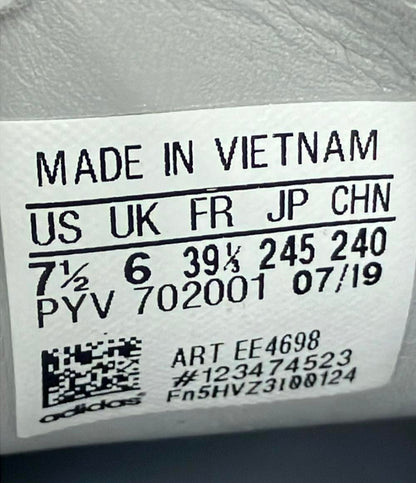 MADE IN VIETNAM
US UK FR JP CHN
7½ 6 39⅓ 245 240
PYV 702001 07/19
ART EE4698
#123474523
Fn5HVZ3I00124
adidas